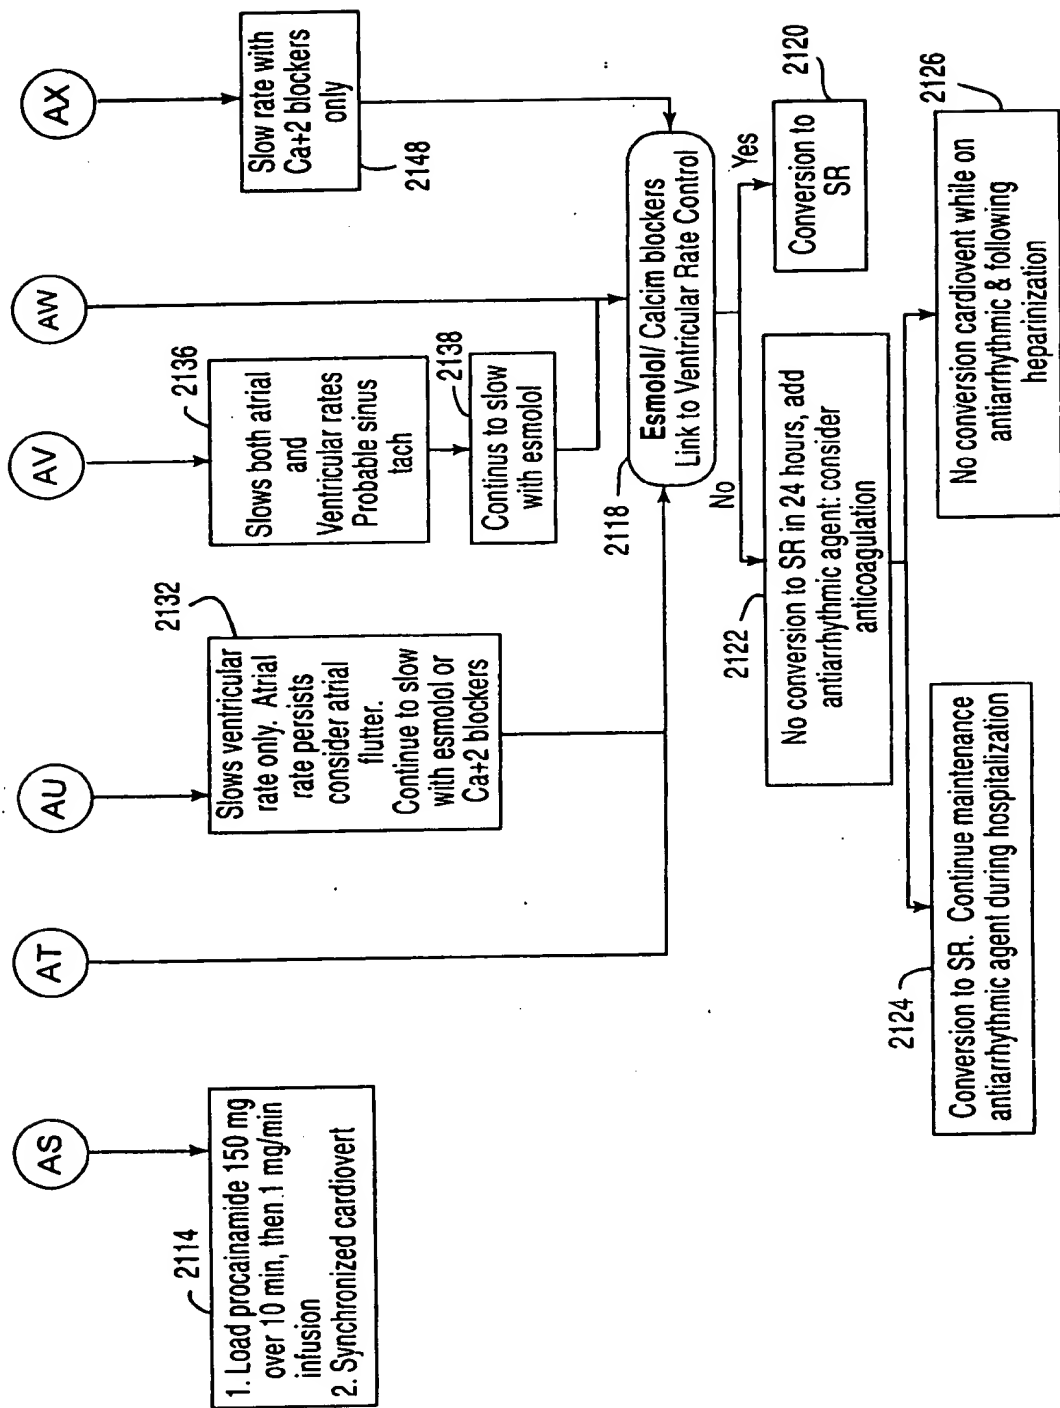 AS
AT
AU
AV
AW
AX
2114
1. Load procainamide 150 mg
over 10 min, then 1 mg/min
infusion
2. Synchronized cardiovert
2132
Slows ventricular
rate only. Atrial
rate persists
consider atrial
flutter.
Continue to slow
with esmolol or
Ca+2 blockers
2136
Slows both atrial
and
Ventricular rates
Probable sinus
tach
2138
Continus to slow
with esmolol
Slow rate with
Ca+2 blockers
only
2148
2118
Esmolol/ Calcim blockers
Link to Ventricular Rate Control
No
Yes
2120
Conversion to
SR
2122
No conversion to SR in 24 hours, add
antiarrhythmic agent: consider
anticoagulation
2124
Conversion to SR. Continue maintenance
antiarrhythmic agent during hospitalization
2126
No conversion cardiovent while on
antiarrhythmic & following
heparinization